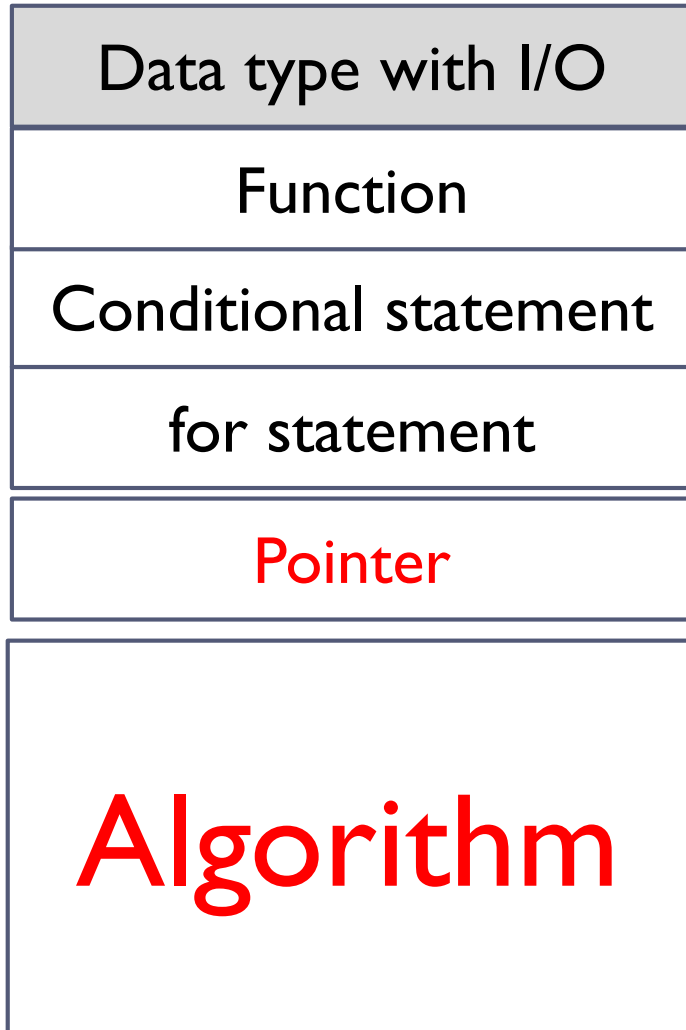 Data type with I/O
Function
Conditional statement
for statement
Pointer
Algorithm